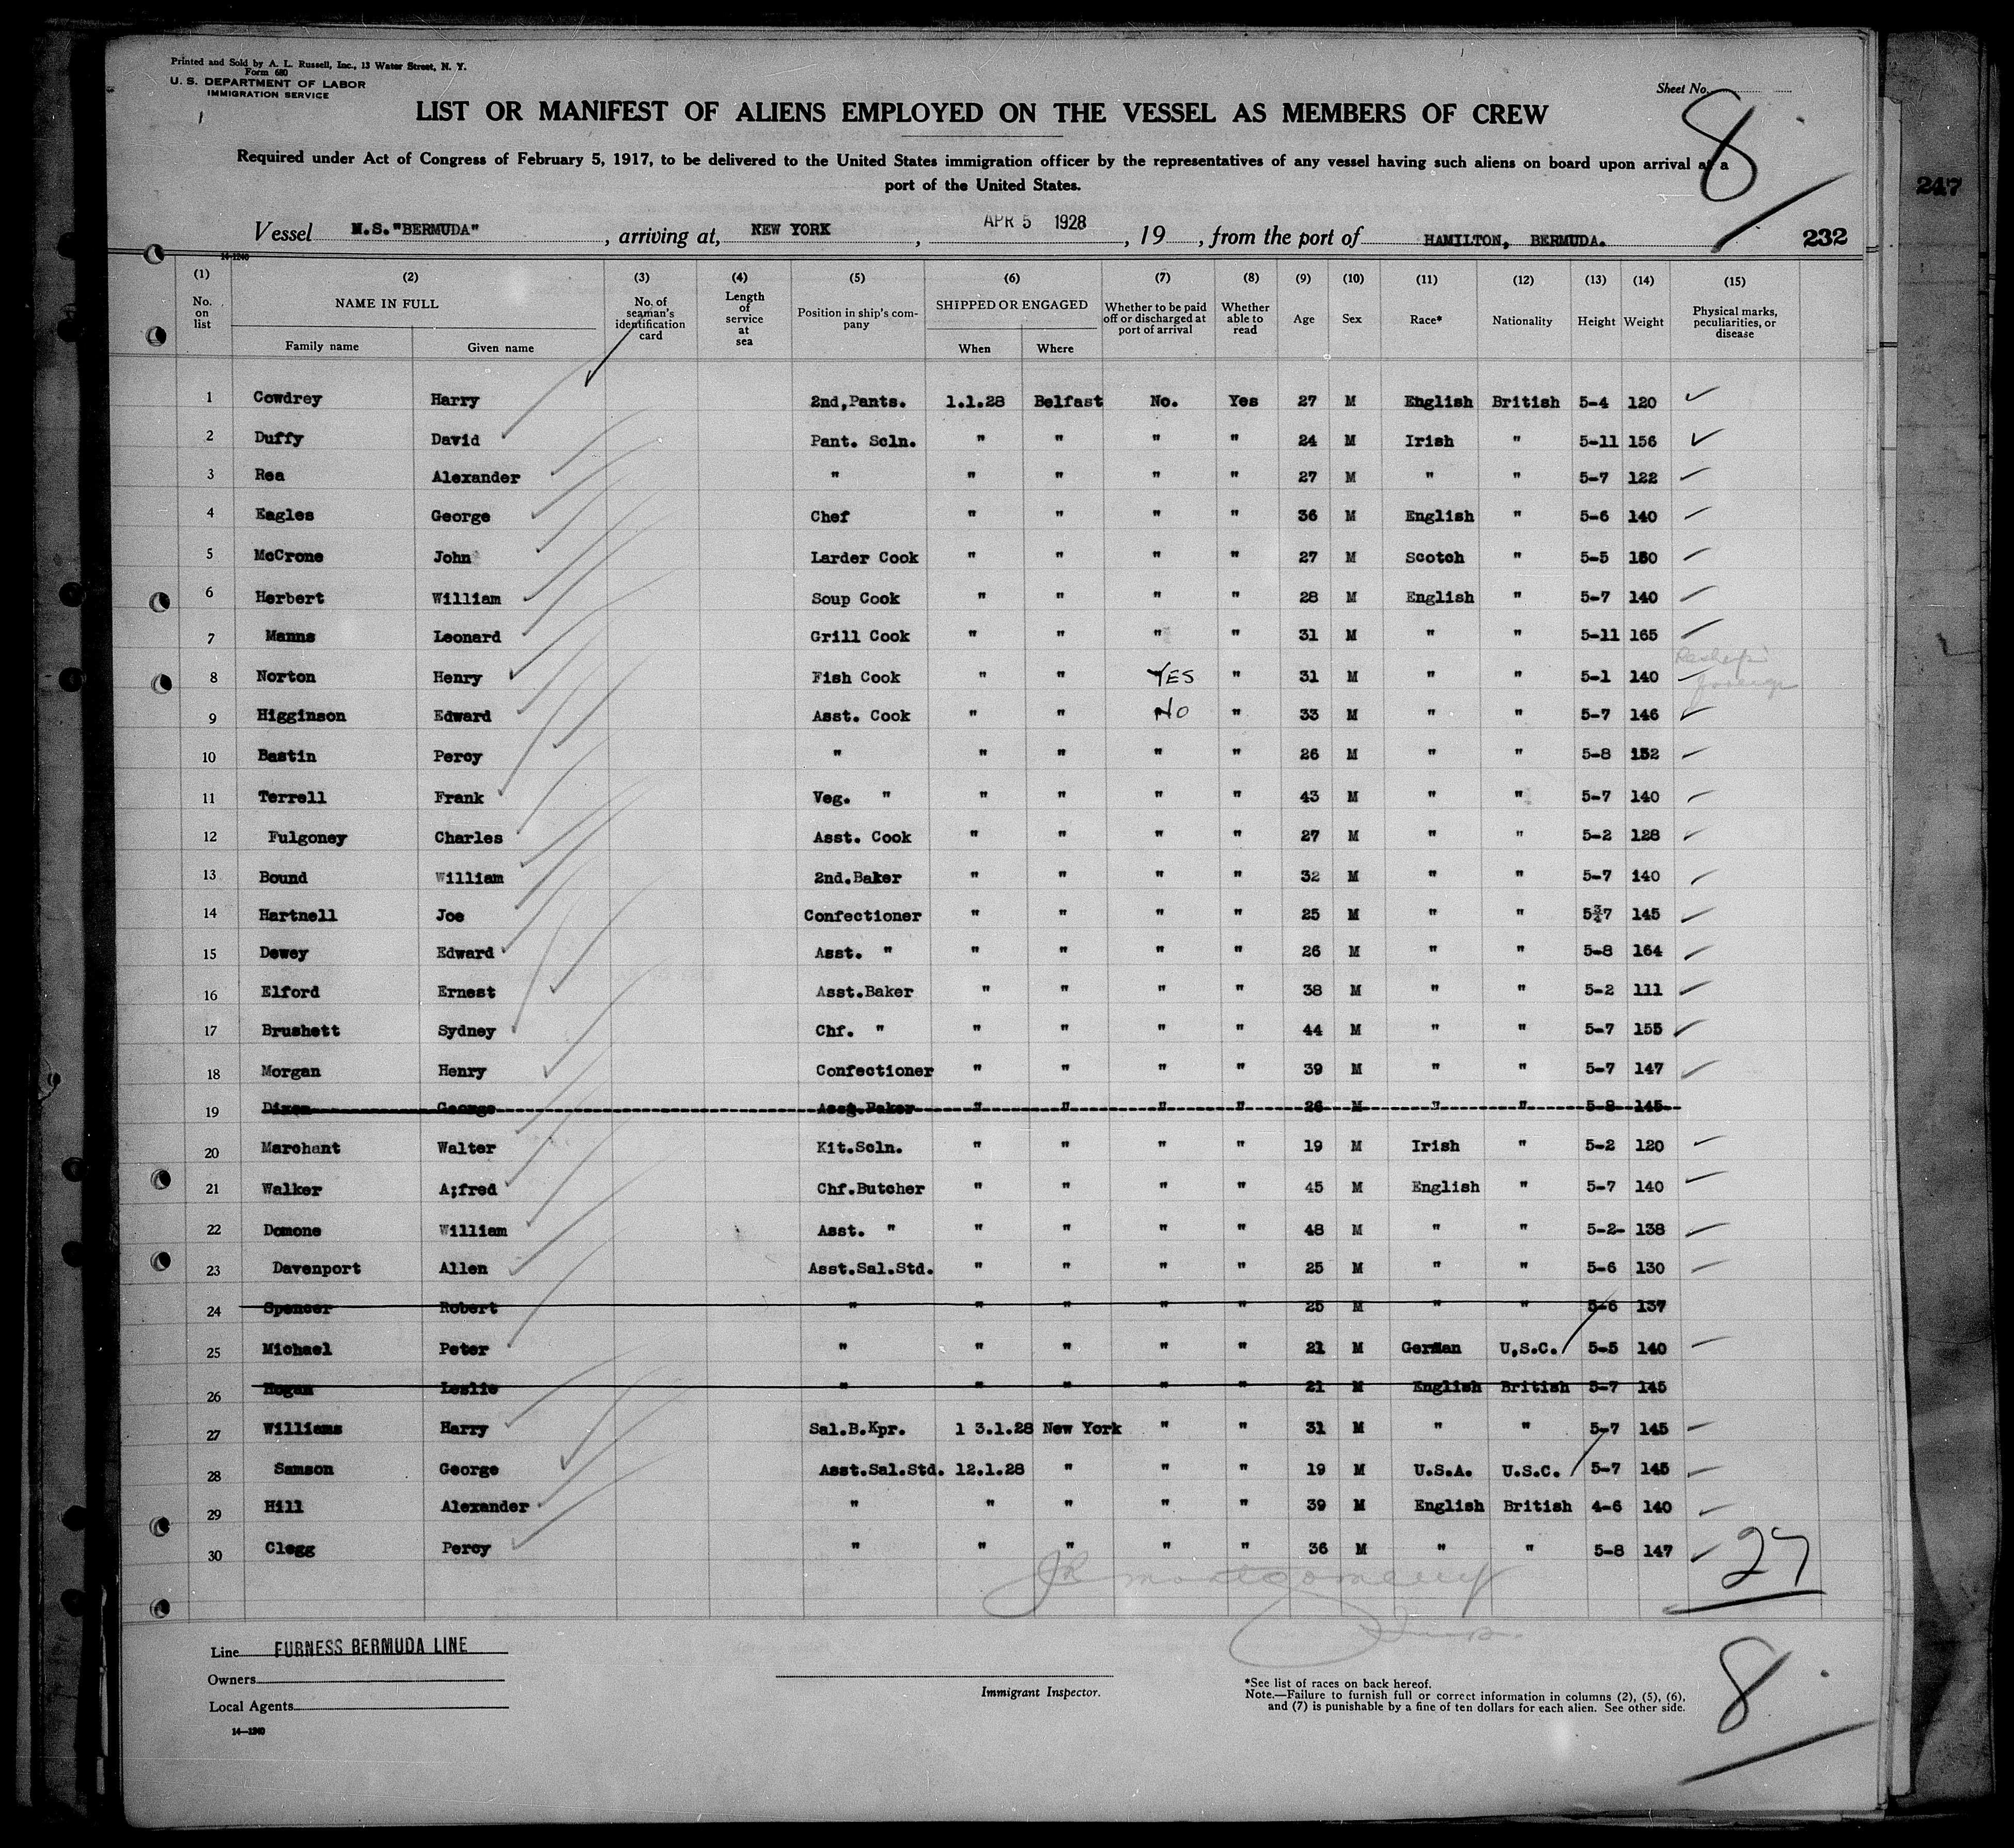 Printed and Sold by A. L. Russell, Inc., 13 Water Street, N. Y.
Form 680
U. S. DEPARTMENT OF LABOR
IMMIGRATION SERVICE
Sheet No.
8
LIST OR MANIFEST OF ALIENS EMPLOYED ON THE VESSEL AS MEMBERS OF CREW
Required under Act of Congress of February 5, 1917, to be delivered to the United States immigration officer by the representatives of any vessel having such aliens on board upon arrival at a
port of the United States.
247
Vessel M.S."BERMUDA", arriving at, NEW YORK, APR 5 1928, 19, from the port of HAMILTON, BERMUDA. 232
14-1240
(1) (2) (3) (4) (5) (6) (7) (8) (9) (10) (11) (12) (13) (14) (15)
No. on list NAME IN FULL Family name Given name No. of seaman's identification card Length of service at sea Position in ship's company SHIPPED OR ENGAGED When Where Whether to be paid off or discharged at port of arrival Whether able to read Age Sex Race* Nationality Height Weight Physical marks, peculiarities, or disease
1 Cowdrey Harry 2nd,Pants. 1.1.28 Belfast No. Yes 27 M English British 5-4 120
2 Duffy David Pant. Scln. " " " " 24 M Irish " 5-11 156
3 Rea Alexander " " " " " 27 M " " 5-7 122
4 Eagles George Chef " " " " 36 M English " 5-6 140
5 McCrone John Larder Cook " " " " 27 M Scotch " 5-5 150
6 Herbert William Soup Cook " " " " 28 M English " 5-7 140
7 Manns Leonard Grill Cook " " " " 31 M " " 5-11 165
8 Norton Henry Fish Cook " " YES " 31 M " " 5-1 140
9 Higginson Edward Asst. Cook " " NO " 33 M " " 5-7 146
10 Bastin Percy " " " " " 26 M " " 5-8 152
11 Terrell Frank Veg. " " " " " 43 M " " 5-7 140
12 Fulgoney Charles Asst. Cook " " " " 27 M " " 5-2 128
13 Bound William 2nd.Baker " " " " 32 M " " 5-7 140
14 Hartnell Joe Confectioner " " " " 25 M " " 5¾7 145
15 Dewey Edward Asst. " " " " " 26 M " " 5-8 164
16 Elford Ernest Asst.Baker " " " " 38 M " " 5-2 111
17 Brushett Sydney Chf. " " " " " 44 M " " 5-7 155
18 Morgan Henry Confectioner " " " " 39 M " " 5-7 147
19 Dixon George Asst.Baker " " " " 26 M " " 5-8 145
20 Marchant Walter Kit.Scln. " " " " 19 M Irish " 5-2 120
21 Walker A;fred Chf.Butcher " " " " 45 M English " 5-7 140
22 Domone William Asst. " " " " " 48 M " " 5-2- 138
23 Davenport Allen Asst.Sal.Std. " " " " 25 M " " 5-6 130
24 Spencer Robert " " " " " 25 M " " 5-6 137
25 Michael Peter " " " " " 21 M German U.S.C. 5-5 140
26 Hogan Leslie " " " " " 21 M English British 5-7 145
27 Williams Harry Sal.B.Kpr. 1 3.1.28 New York " " 31 M " " 5-7 145
28 Samson George Asst.Sal.Std. 12.1.28 " " " 19 M U.S.A. U.S.C. 5-7 145
29 Hill Alexander " " " " " 39 M English British 4-6 140
30 Clegg Percy " " " " " 36 M " " 5-8 147
27
JR Montgomery
Line FURNESS BERMUDA LINE
Owners
Local Agents
14—1240
Immigrant Inspector.
*See list of races on back hereof.
Note.—Failure to furnish full or correct information in columns (2), (5), (6),
and (7) is punishable by a fine of ten dollars for each alien. See other side.
8